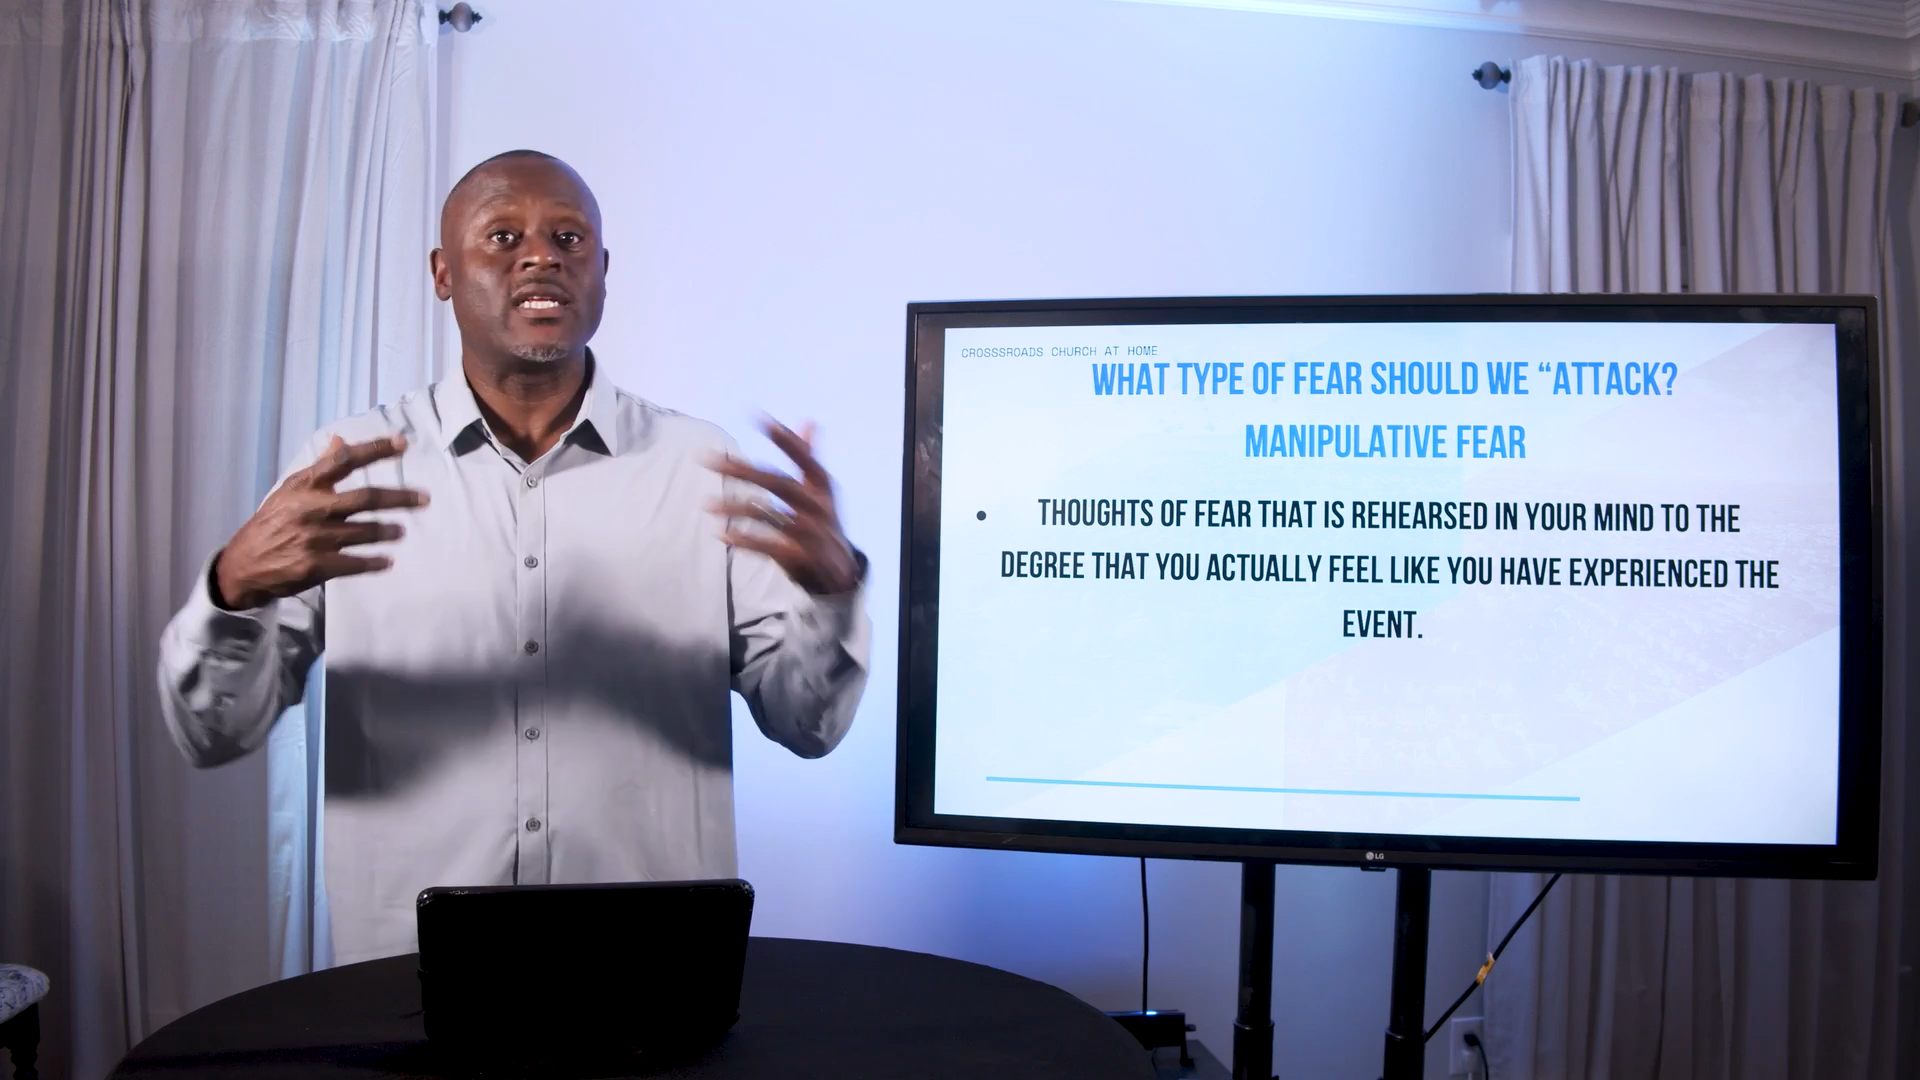 CROSSSROADS CHURCH AT HOME
WHAT TYPE OF FEAR SHOULD WE “ATTACK?
MANIPULATIVE FEAR
• THOUGHTS OF FEAR THAT IS REHEARSED IN YOUR MIND TO THE
DEGREE THAT YOU ACTUALLY FEEL LIKE YOU HAVE EXPERIENCED THE
EVENT.
LG